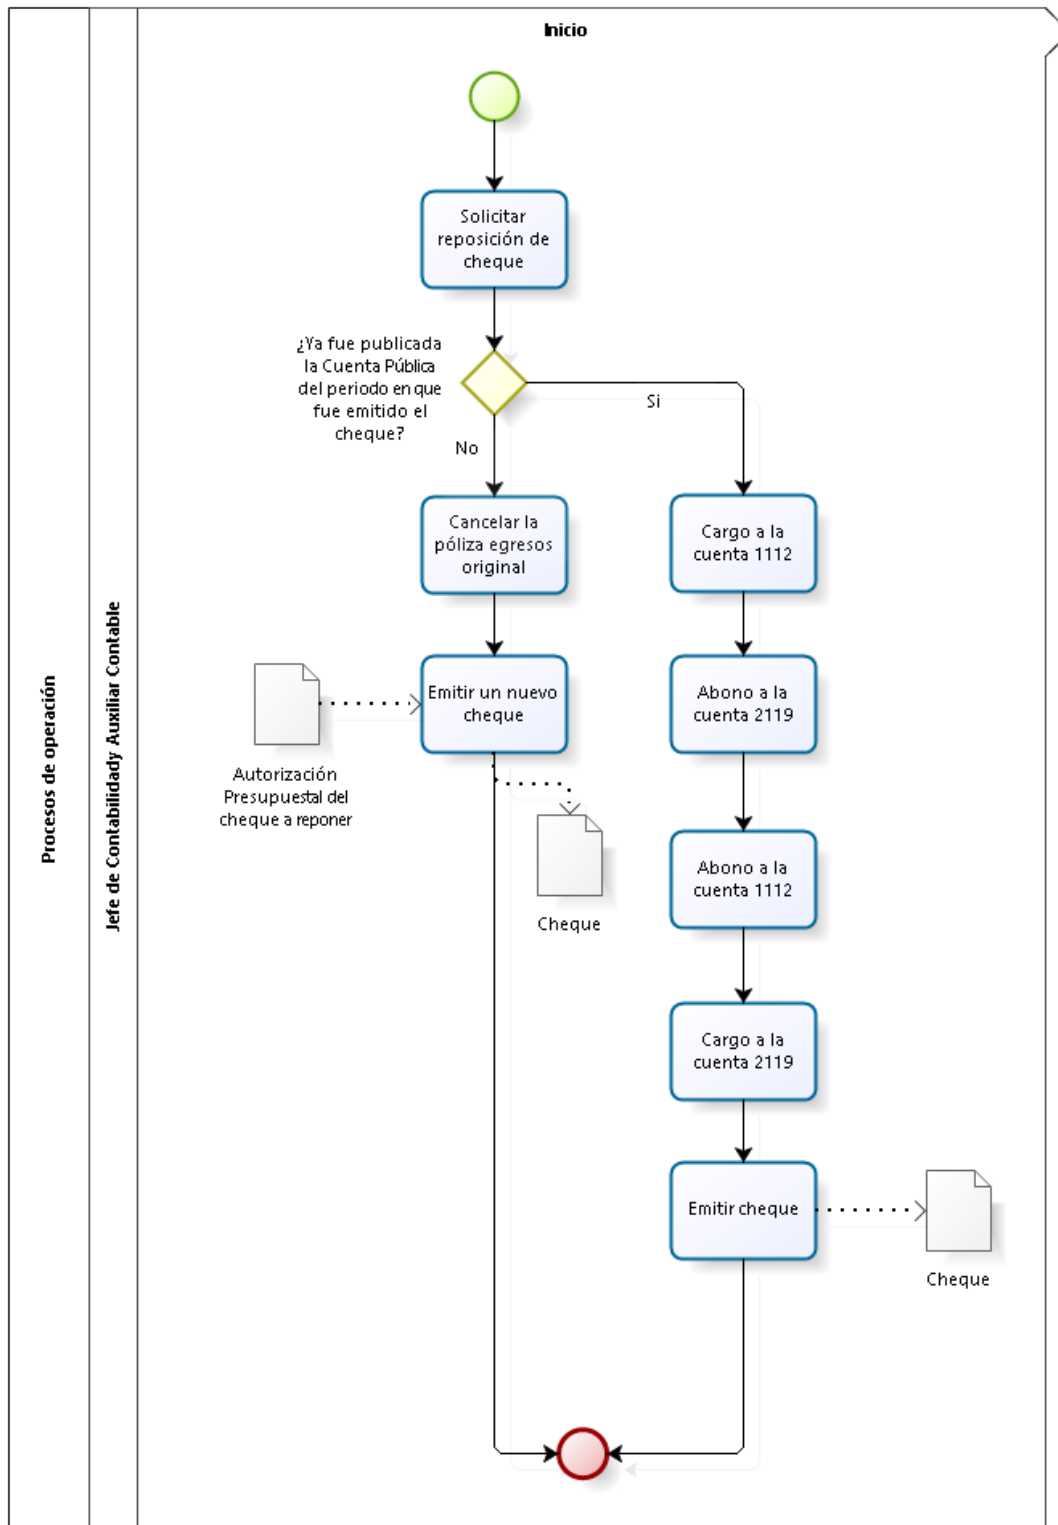 Inicio
Procesos de operación
Jefe de Contabilidady Auxiliar Contable
Solicitar
reposición de
cheque
¿Ya fue publicada
la Cuenta Pública
del periodo en que
fue emitido el
cheque?
Si
No
Cancelar la
póliza egresos
original
Cargo a la
cuenta 1112
Emitir un nuevo
cheque
Abono a la
cuenta 2119
Autorización
Presupuestal del
cheque a reponer
Cheque
Abono a la
cuenta 1112
Cargo a la
cuenta 2119
Emitir cheque
Cheque